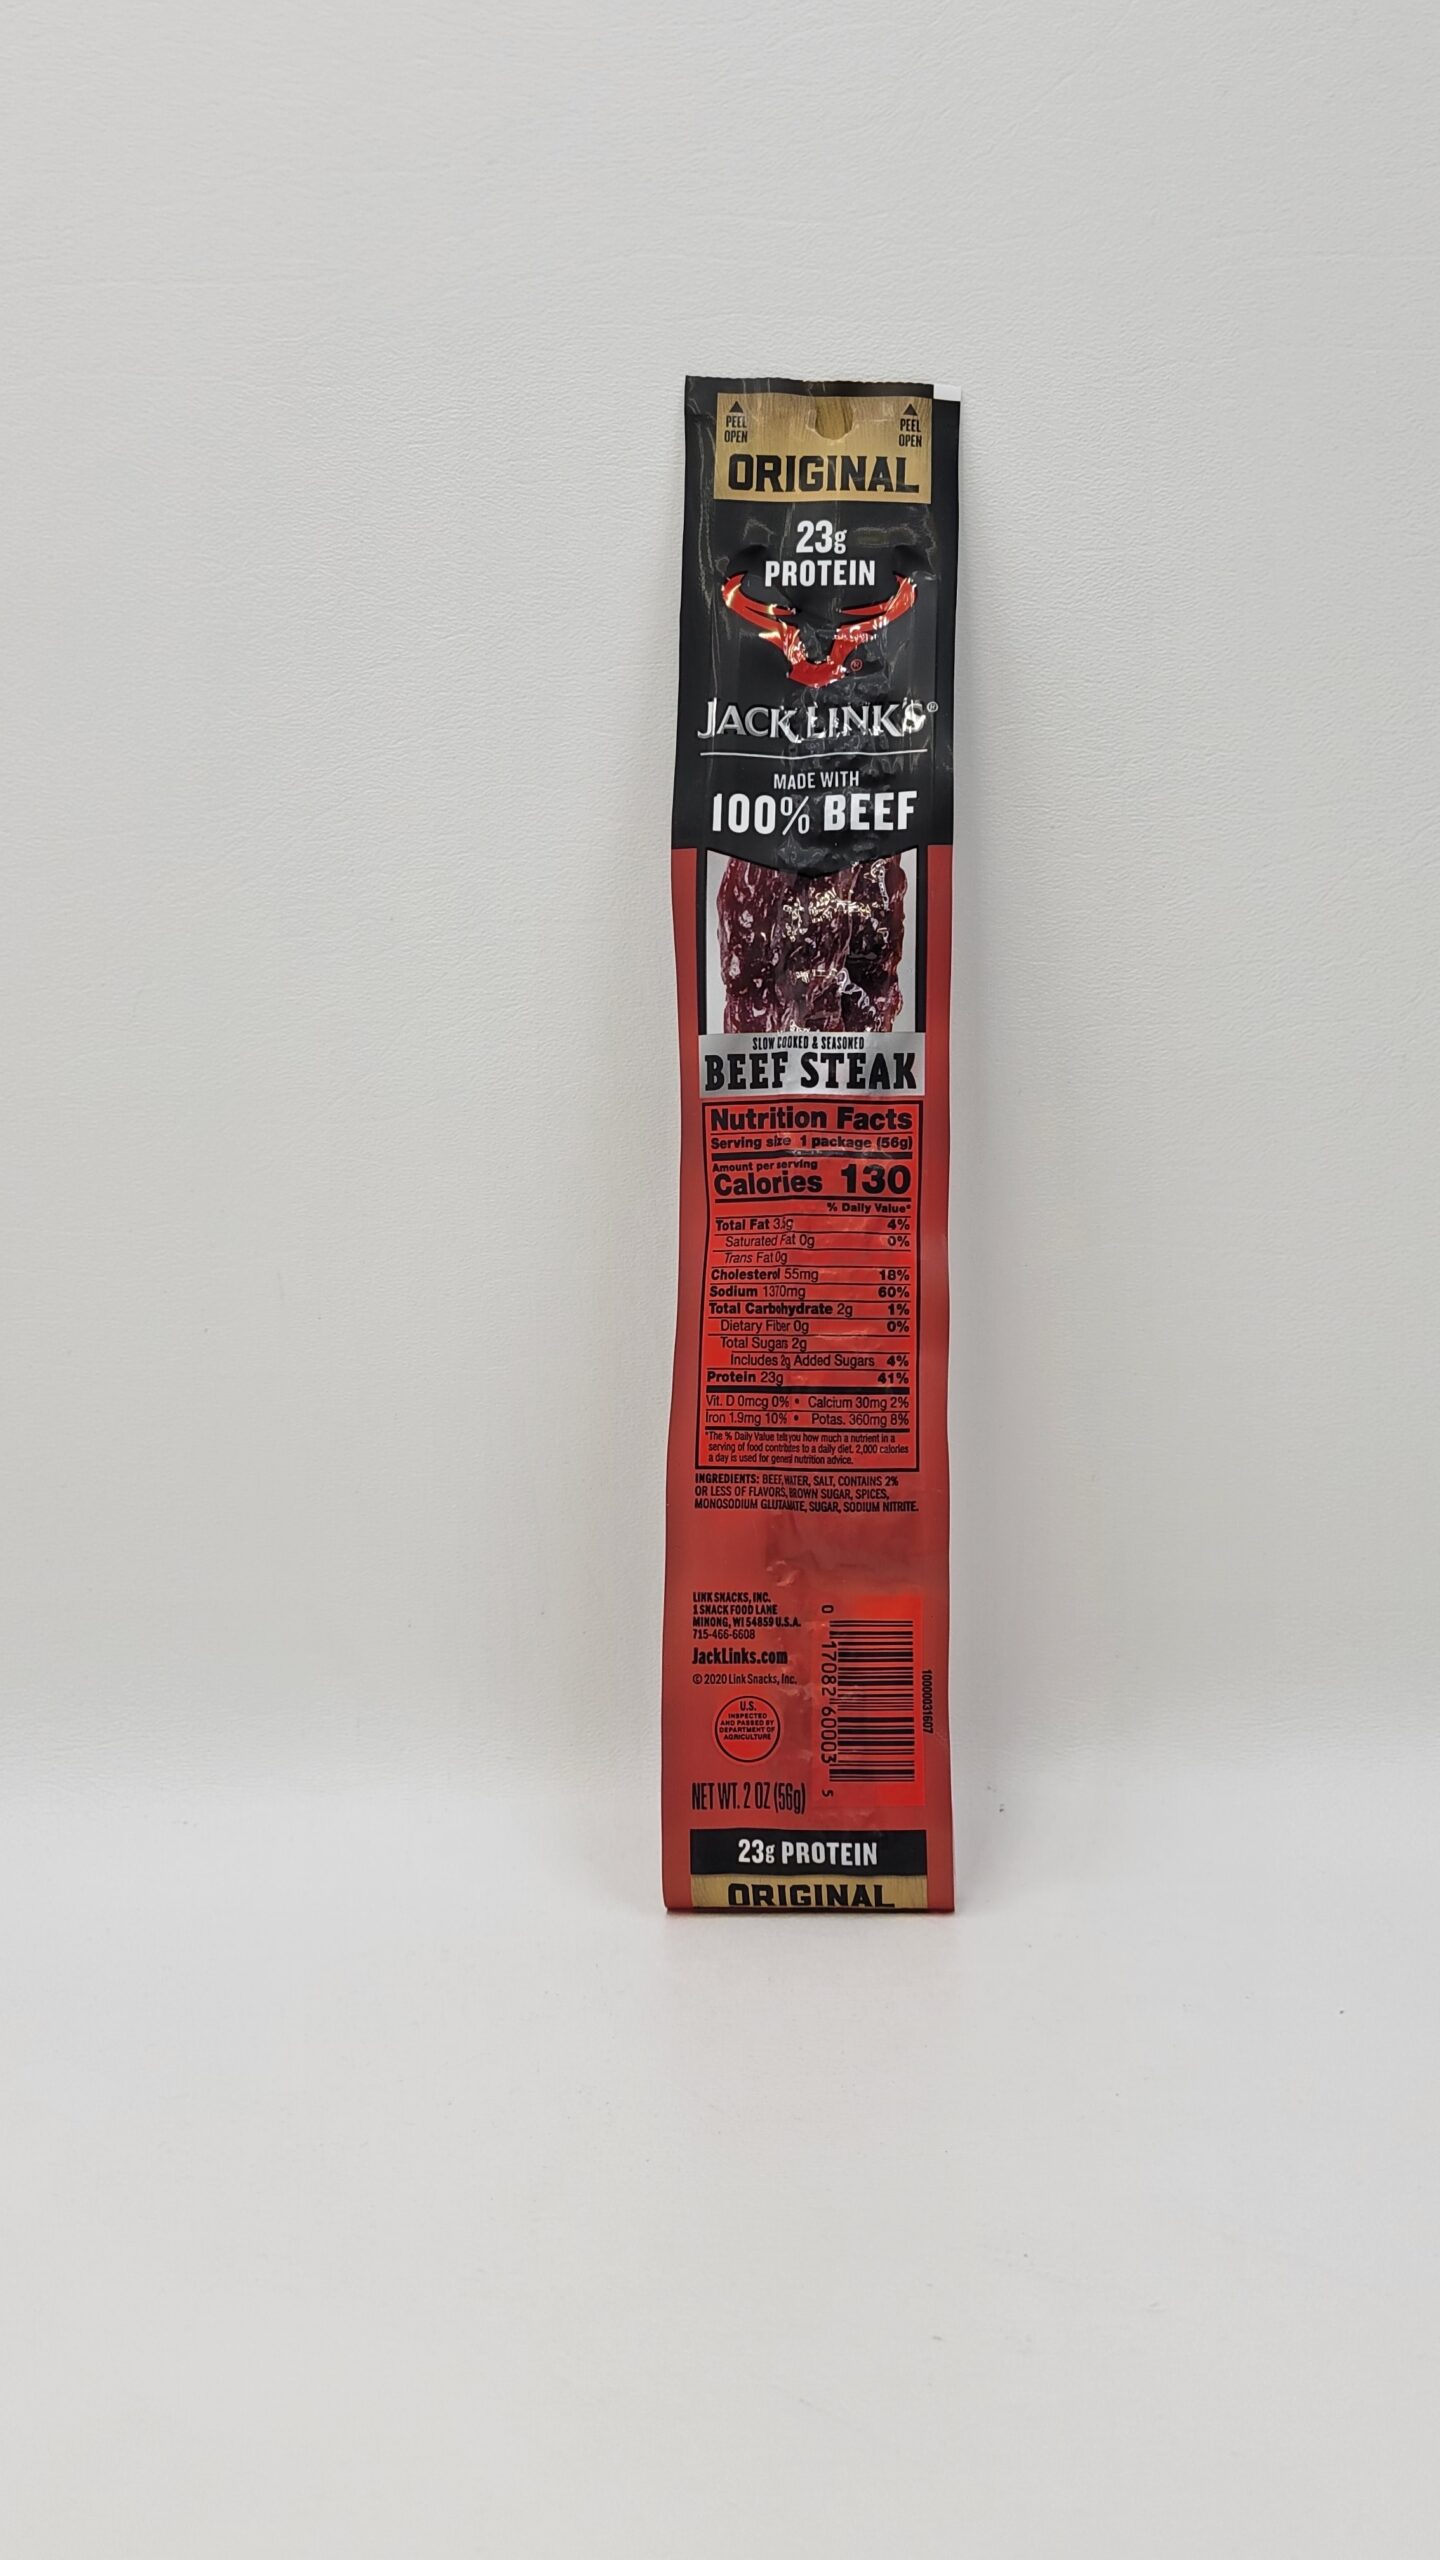 PEEL OPEN
PEEL OPEN
ORIGINAL
23g
PROTEIN
®
JACK LINK'S®
MADE WITH
100% BEEF
SLOW COOKED & SEASONED
BEEF STEAK
Nutrition Facts
Serving size 1 package (56g)
Amount per serving
Calories 130
% Daily Value*
Total Fat 3.5g 4%
Saturated Fat 0g 0%
Trans Fat 0g
Cholesterol 55mg 18%
Sodium 1370mg 60%
Total Carbohydrate 2g 1%
Dietary Fiber 0g 0%
Total Sugars 2g
Includes 2g Added Sugars 4%
Protein 23g 41%
Vit. D 0mcg 0% • Calcium 30mg 2%
Iron 1.9mg 10% • Potas. 360mg 8%
*The % Daily Value tells you how much a nutrient in a
serving of food contributes to a daily diet. 2,000 calories
a day is used for general nutrition advice.
INGREDIENTS: BEEF, WATER, SALT, CONTAINS 2%
OR LESS OF FLAVORS, BROWN SUGAR, SPICES,
MONOSODIUM GLUTAMATE, SUGAR, SODIUM NITRITE.
LINK SNACKS, INC.
1 SNACK FOOD LANE
MINONG, WI 54859 U.S.A.
715-466-6608
JackLinks.com
© 2020 Link Snacks, Inc.
U.S.
INSPECTED
AND PASSED BY
DEPARTMENT OF
AGRICULTURE
0 17082 60003 5
10000031607
NET WT. 2 OZ (56g)
23g PROTEIN
ORIGINAL